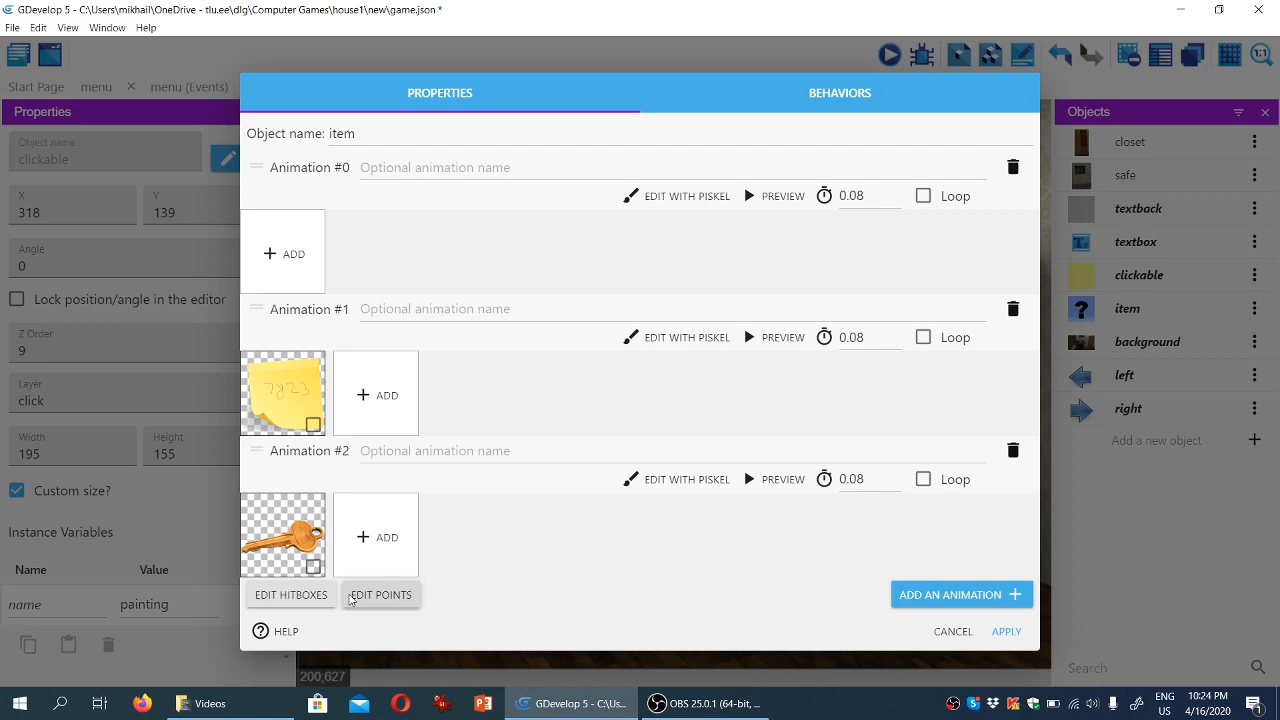 GDevelop 5 - C:\Users\mikhail\OneDrive - tlu.ee\dlg\Computer Games\house1\new\game.json *
File Edit View Window Help
Start Page menu menu (Events)
Properties
Object name
clickable
X
318
Y
139
Angle
0
Lock position/angle in the editor
Z Order
9
Layer
click
Width
195
Height
155
Custom size?
Instance Variables
Name Value
name painting
PROPERTIES BEHAVIORS
Object name: item
Animation #0 Optional animation name
EDIT WITH PISKEL PREVIEW 0.08 Loop
ADD
Animation #1 Optional animation name
EDIT WITH PISKEL PREVIEW 0.08 Loop
7823
ADD
Animation #2 Optional animation name
EDIT WITH PISKEL PREVIEW 0.08 Loop
ADD
EDIT HITBOXES EDIT POINTS ADD AN ANIMATION
HELP CANCEL APPLY
200;627
Objects
closet
safe
textback
textbox
clickable
item
background
left
right
Add a new object
Search
1:1
Videos
GDevelop 5 - C:\Us...
OBS 25.0.1 (64-bit, ...
ENG
US
10:24 PM
4/16/2020